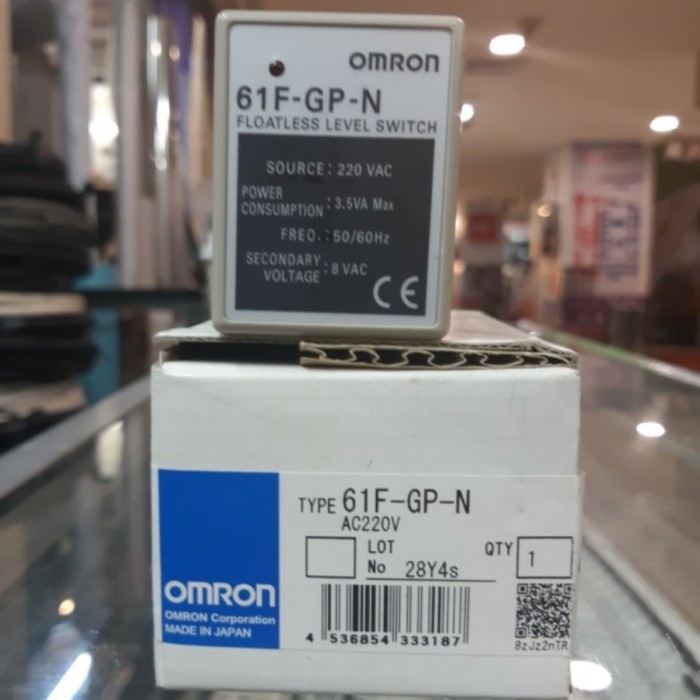 OMRON
61F-GP-N
FLOATLESS LEVEL SWITCH
SOURCE: 220 VAC
POWER CONSUMPTION : 3.5VA Max
FREQ.: 50/60Hz
SECONDARY VOLTAGE : 8 VAC
CE
TYPE 61F-GP-N
AC220V
LOT No 28Y4s
QTY 1
OMRON
OMRON Corporation
MADE IN JAPAN
4 536854 333187
8zJz2nTR